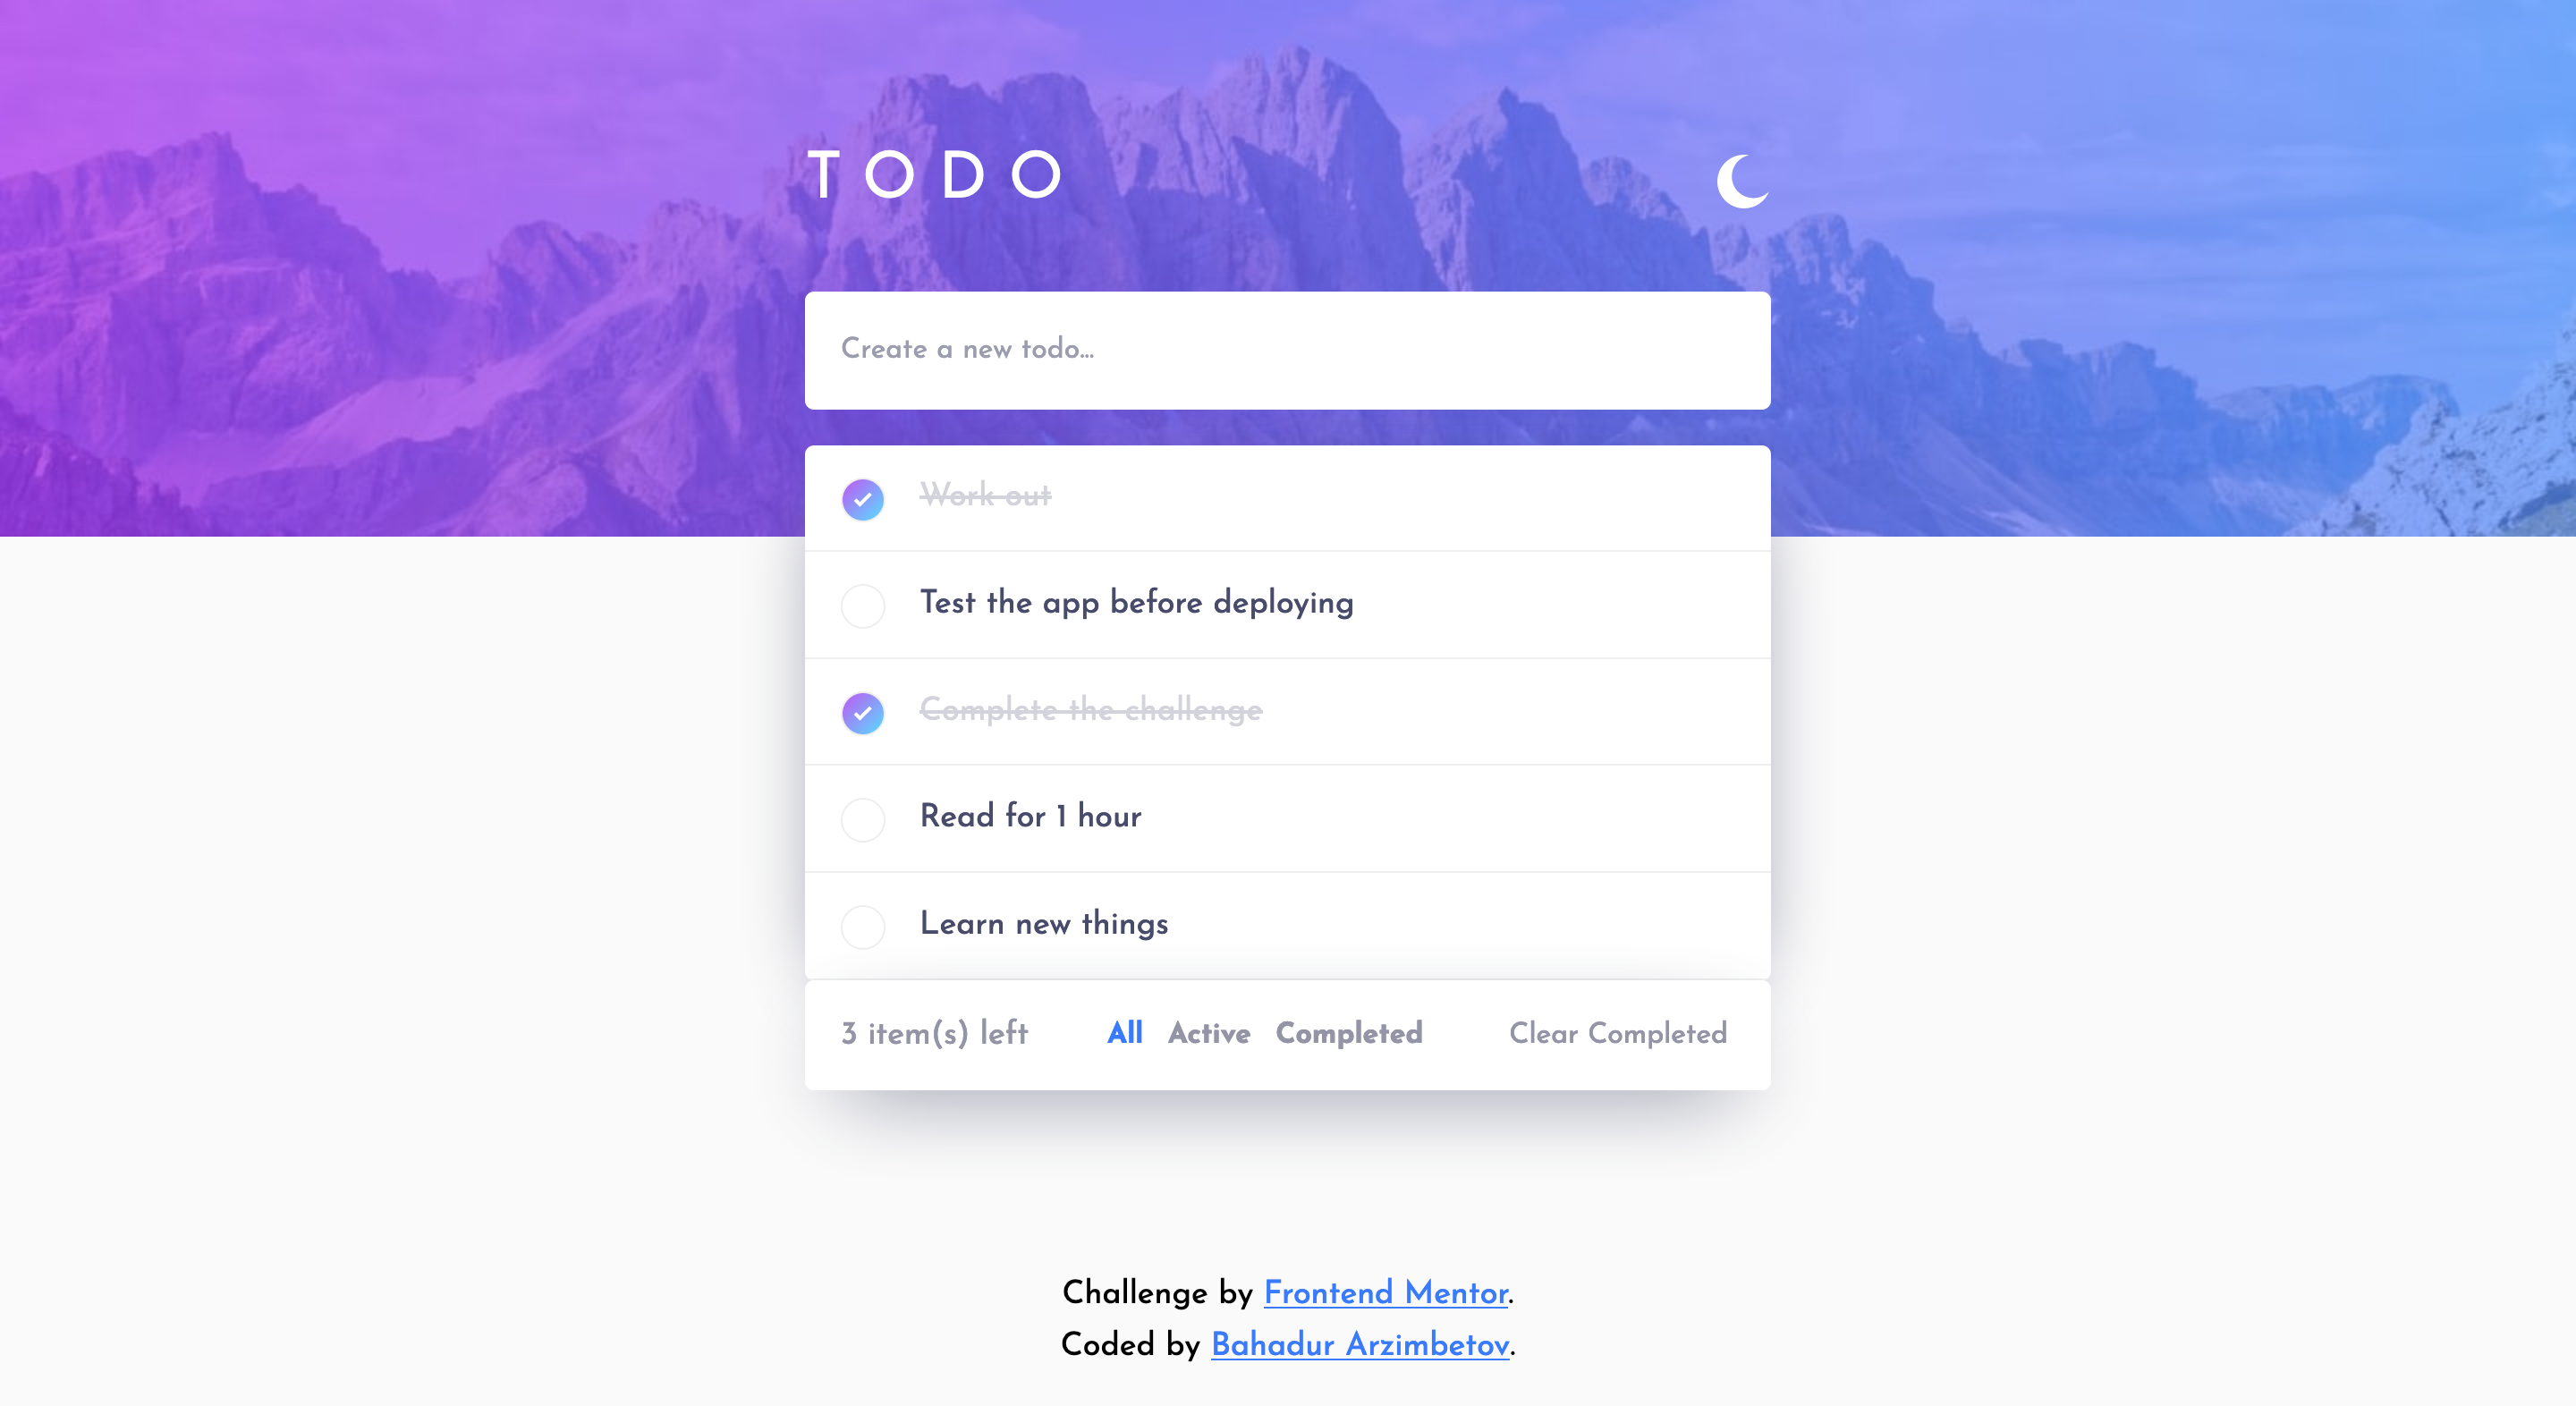 TODO
Create a new todo...
Work out
Test the app before deploying
Complete the challenge
Read for 1 hour
Learn new things
3 item(s) left All Active Completed Clear Completed
Challenge by Frontend Mentor.
Coded by Bahadur Arzimbetov.